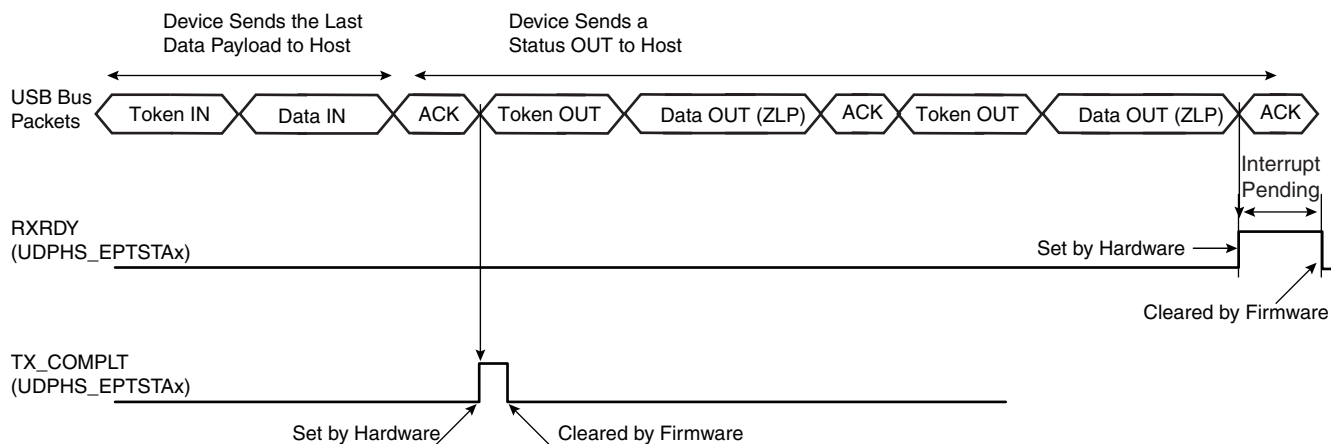 Device Sends the Last
Data Payload to Host
Device Sends a
Status OUT to Host
USB Bus
Packets
Token IN
Data IN
ACK
Token OUT
Data OUT (ZLP)
ACK
Token OUT
Data OUT (ZLP)
ACK
Interrupt
Pending
RXRDY
(UDPHS_EPTSTAx)
Set by Hardware
Cleared by Firmware
TX_COMPLT
(UDPHS_EPTSTAx)
Set by Hardware
Cleared by Firmware